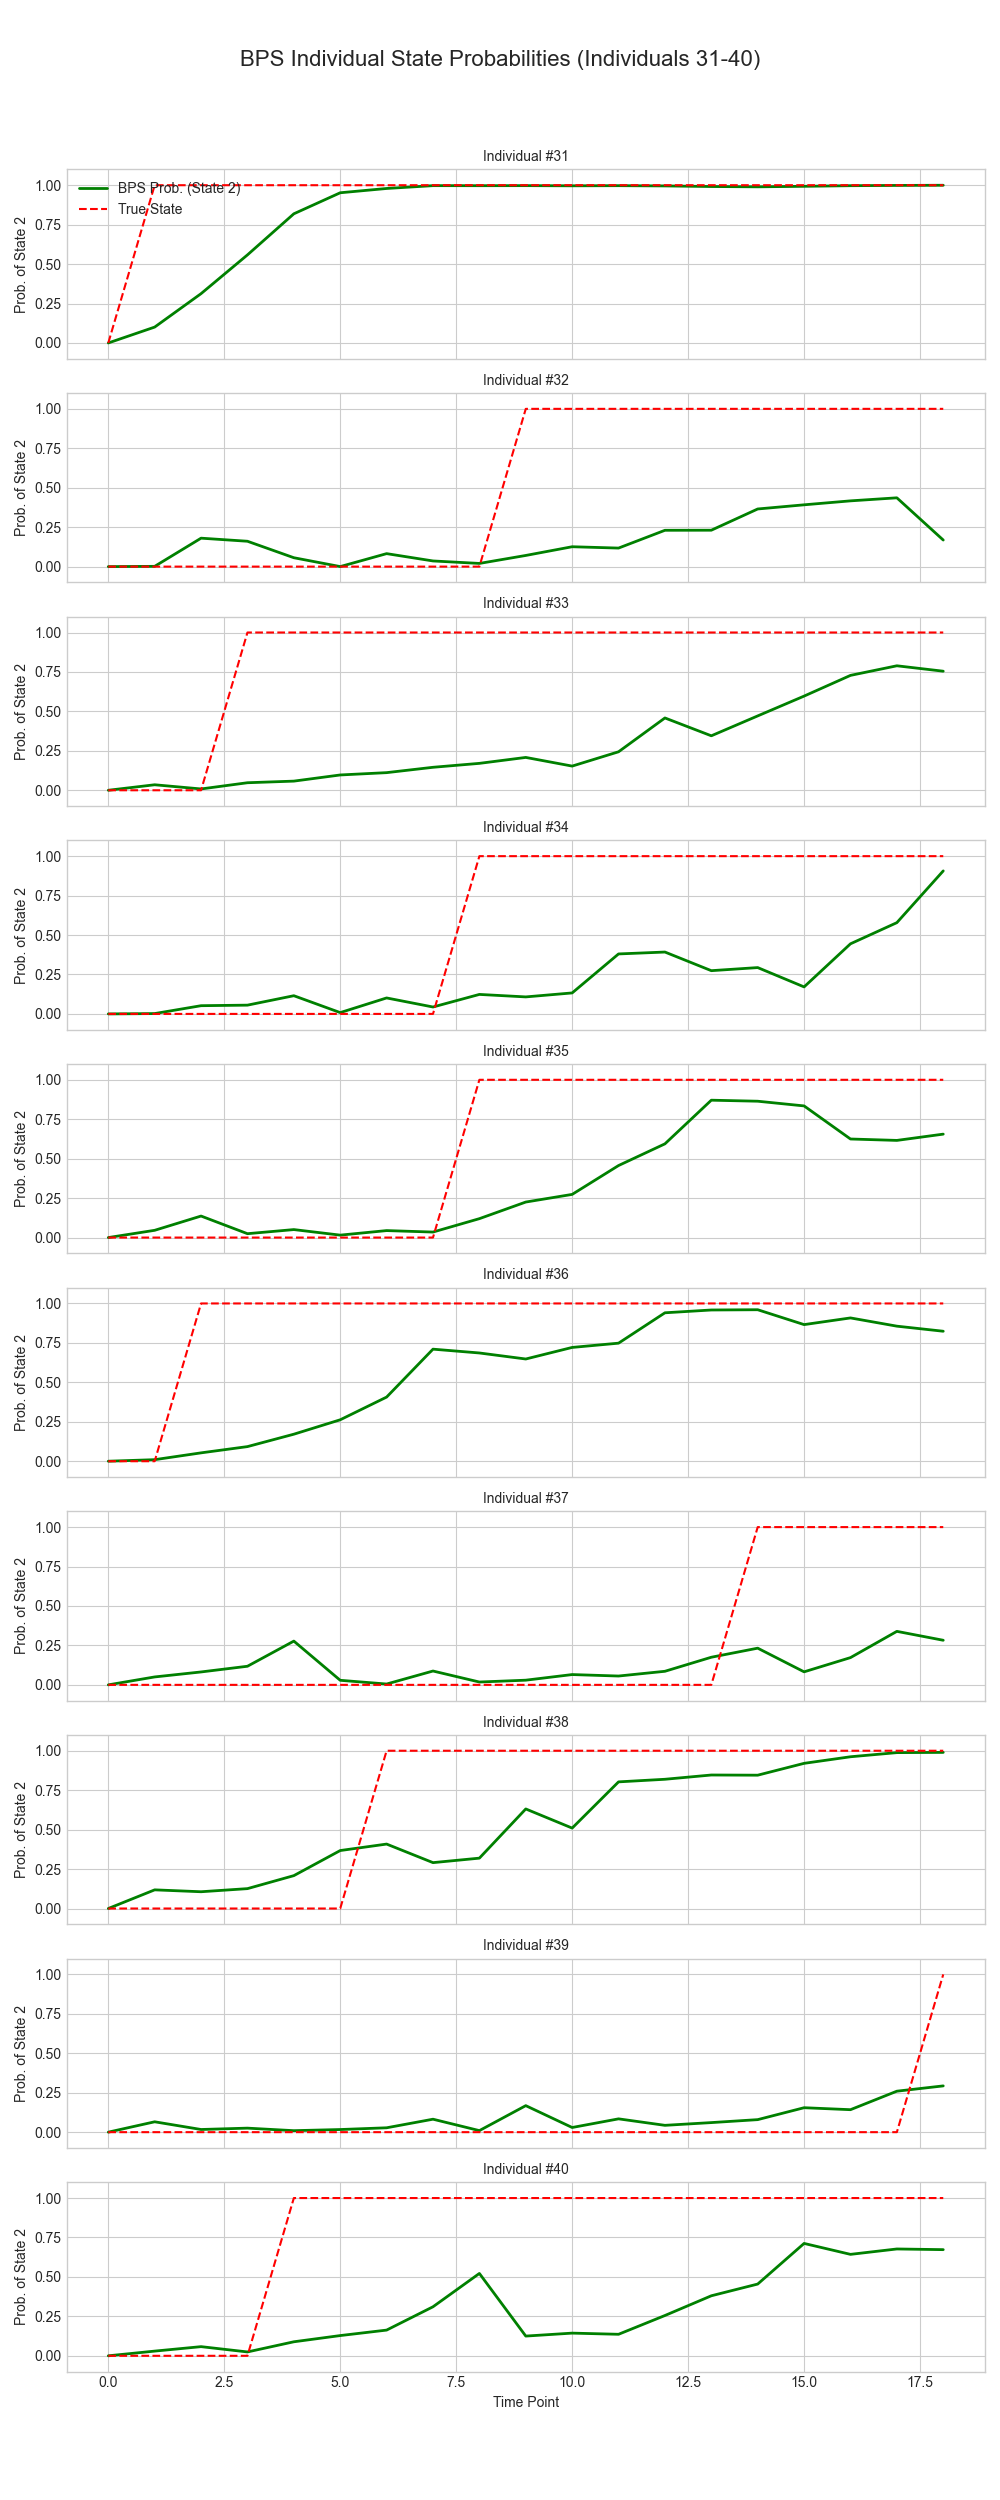 BPS Individual State Probabilities (Individuals 31-40)
Individual #31
BPS Prob. (State 2)
True State
1.00
0.75
0.50
0.25
0.00
Prob. of State 2
Individual #32
1.00
0.75
0.50
0.25
0.00
Prob. of State 2
Individual #33
1.00
0.75
0.50
0.25
0.00
Prob. of State 2
Individual #34
1.00
0.75
0.50
0.25
0.00
Prob. of State 2
Individual #35
1.00
0.75
0.50
0.25
0.00
Prob. of State 2
Individual #36
1.00
0.75
0.50
0.25
0.00
Prob. of State 2
Individual #37
1.00
0.75
0.50
0.25
0.00
Prob. of State 2
Individual #38
1.00
0.75
0.50
0.25
0.00
Prob. of State 2
Individual #39
1.00
0.75
0.50
0.25
0.00
Prob. of State 2
Individual #40
1.00
0.75
0.50
0.25
0.00
Prob. of State 2
0.0 2.5 5.0 7.5 10.0 12.5 15.0 17.5
Time Point